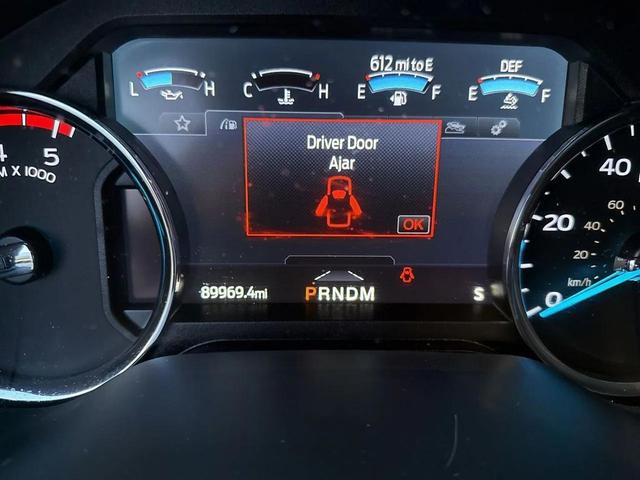 612 mi to E
DEF
L H C H E F E F
4 5
M X 1000
Driver Door
Ajar
OK
89969.4mi
PRNDM
S
40
60
20
40
20
km/h
0